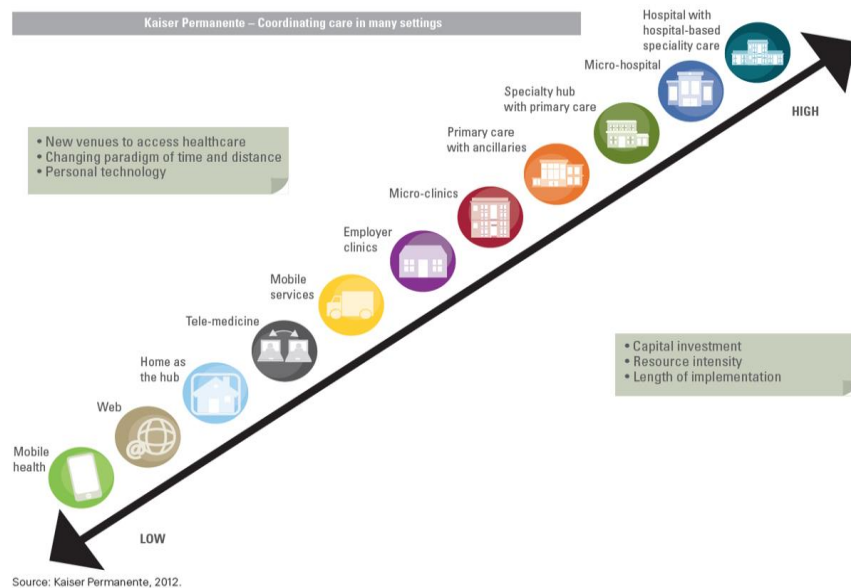 Kaiser Permanente – Coordinating care in many settings
Hospital with
hospital-based
speciality care
Micro-hospital
HIGH
Specialty hub
with primary care
• New venues to access healthcare
• Changing paradigm of time and distance
• Personal technology
Primary care
with ancillaries
Micro-clinics
Employer
clinics
Mobile
services
Tele-medicine
• Capital investment
• Resource intensity
• Length of implementation
Home as
the hub
Web
@
Mobile
health
LOW
Source: Kaiser Permanente, 2012.